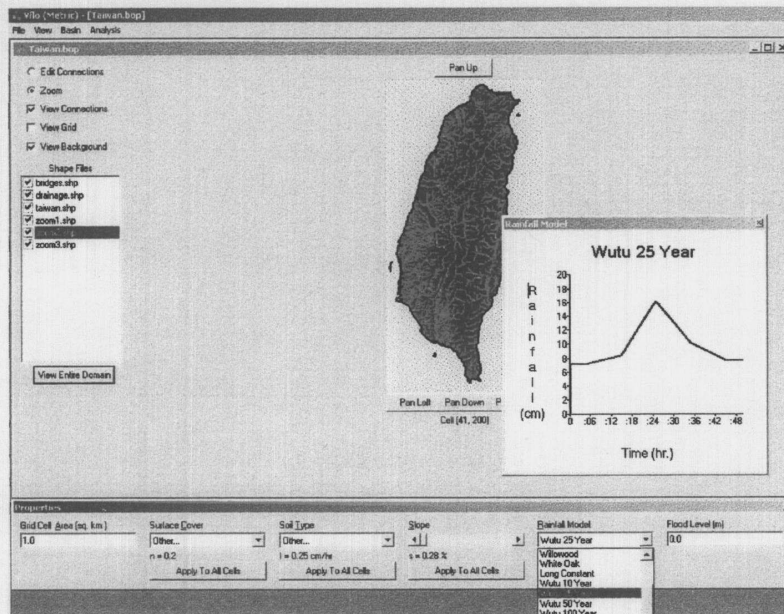 Vflo (Metric) - [Taiwan.bop]
File View Basin Analysis
Taiwan.bop
Edit Connections
Zoom
View Connections
View Grid
View Background
Shape Files
bridges.shp
drainage.shp
taiwan.shp
zoom1.shp
zoom3.shp
View Entire Domain
Pan Up
Pan Left Pan Down P
Cell (41, 200)
Rainfall Model
Wutu 25 Year
Rainfall
(cm)
20
18
16
14
12
10
8
6
4
2
0
0 :06 :12 :18 :24 :30 :36 :42 :48
Time (hr.)
Properties
Grid Cell Area (sq. km.)
1.0
Surface Cover
Other...
n = 0.2
Apply To All Cells
Soil Type
Other...
I = 0.25 cm/hr
Apply To All Cells
Slope
s = 0.28 %
Apply To All Cells
Rainfall Model
Wutu 25 Year
Willowood
White Oak
Long Constant
Wutu 10 Year
Wutu 50 Year
Wutu 100 Year
Flood Level (m)
0.0